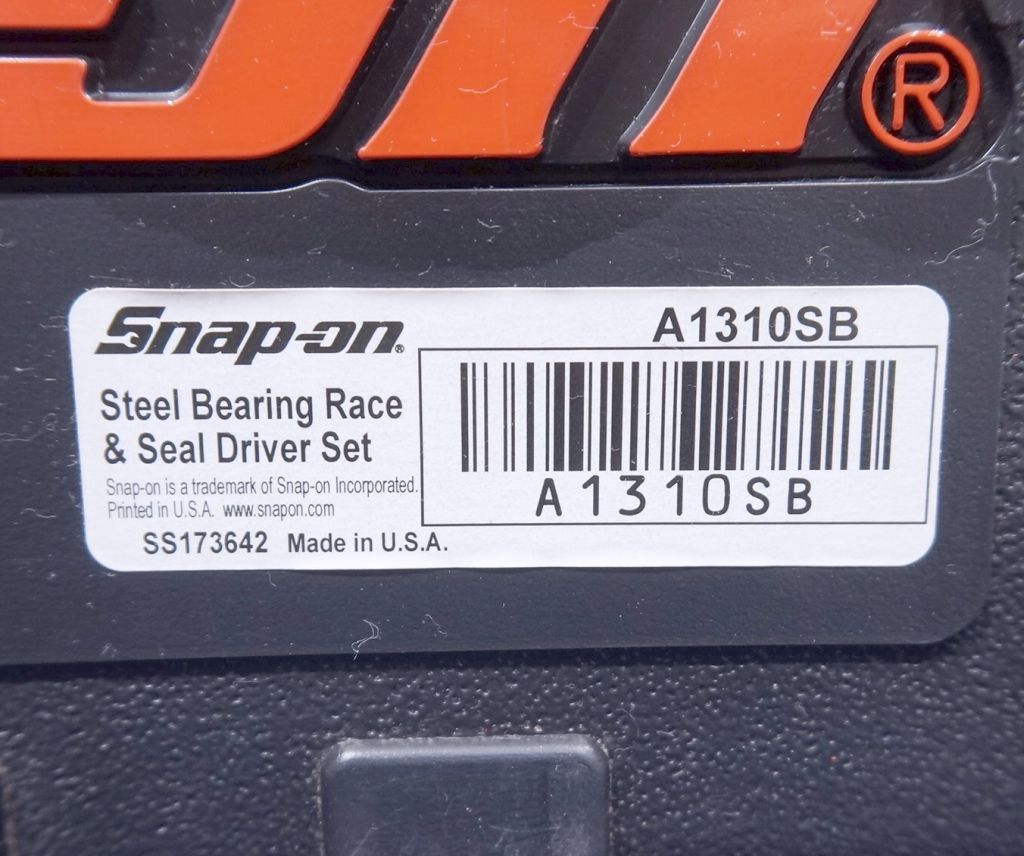 ®
Snap-on®
A1310SB
Steel Bearing Race
& Seal Driver Set
Snap-on is a trademark of Snap-on Incorporated.
Printed in U.S.A. www.snapon.com
A1310SB
SS173642 Made in U.S.A.